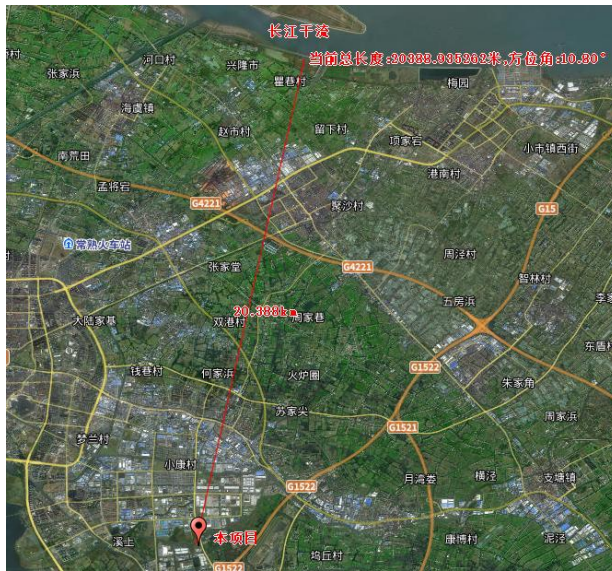 长江干流
当前总长度:20388.095202米,方位角:10.80°
河口村
兴隆市
张家浜
瞿巷村
梅园
海虞镇
赵市村
留下村
项家宕
小市镇西街
南荒田
港南村
孟将宕
G4221
聚沙村
G15
常熟火车站
周泾村
张家堂
G4221
智林村
五房浜
李家
20.388km
大陆家基
双港村
周家巷
东盾村
G1522
钱巷村
何家浜
火炉圈
朱家角
苏家尖
周家浜
G1521
梦兰村
小康村
月湾娄
横泾
支塘镇
G1522
本项目
溪上
坞丘村
康博村
泥泾
G1522